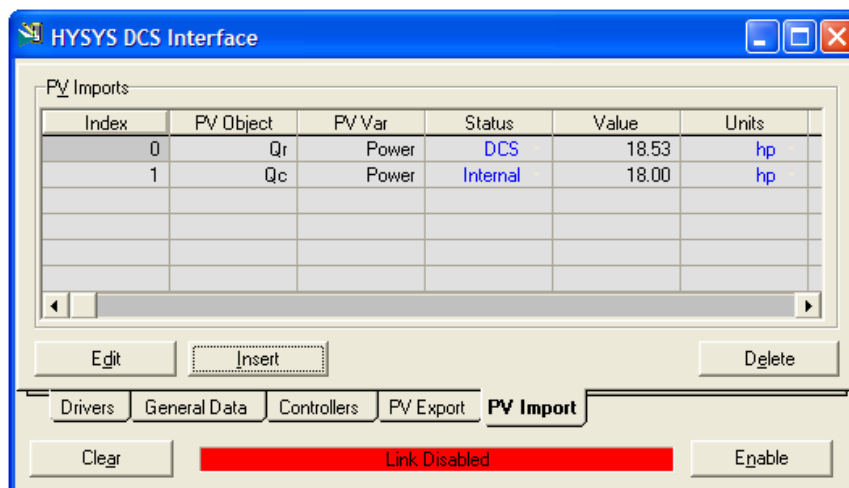 HYSYS DCS Interface
PV Imports
Index PV Object PV Var Status Value Units
0 Qr Power DCS 18.53 hp
1 Qc Power Internal 18.00 hp
Edit Insert Delete
Drivers General Data Controllers PV Export PV Import
Clear Link Disabled Enable